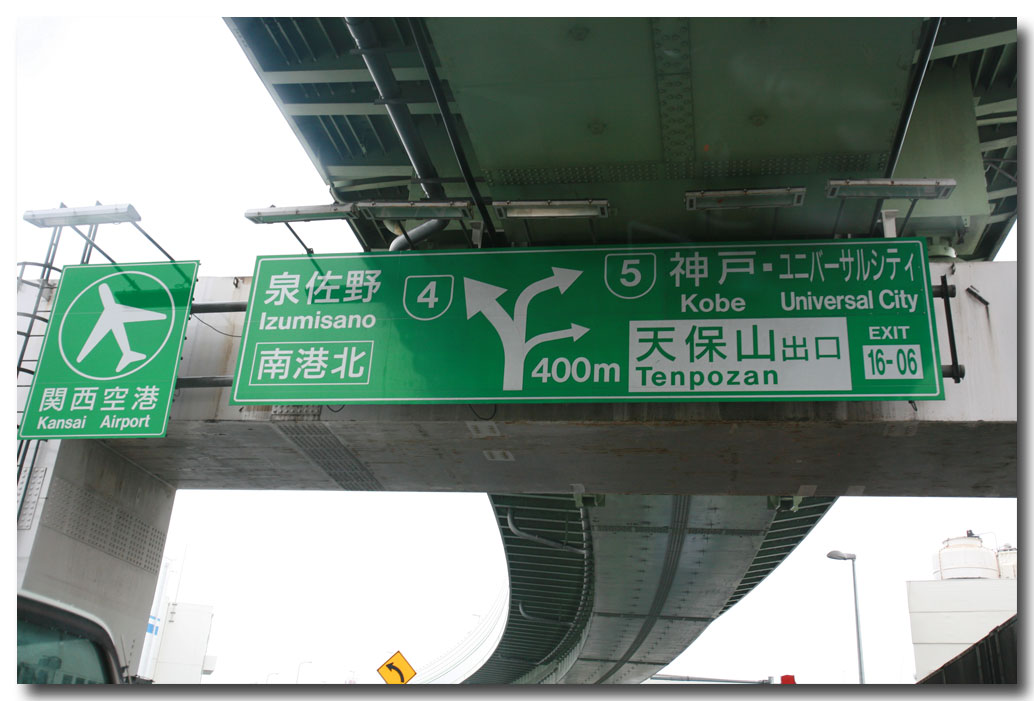 関西空港
Kansai Airport
泉佐野
Izumisano
南港北
4
5
神戸・ユニバーサルシティ
Kobe Universal City
400m
天保山出口
Tenpozan
EXIT
16-06